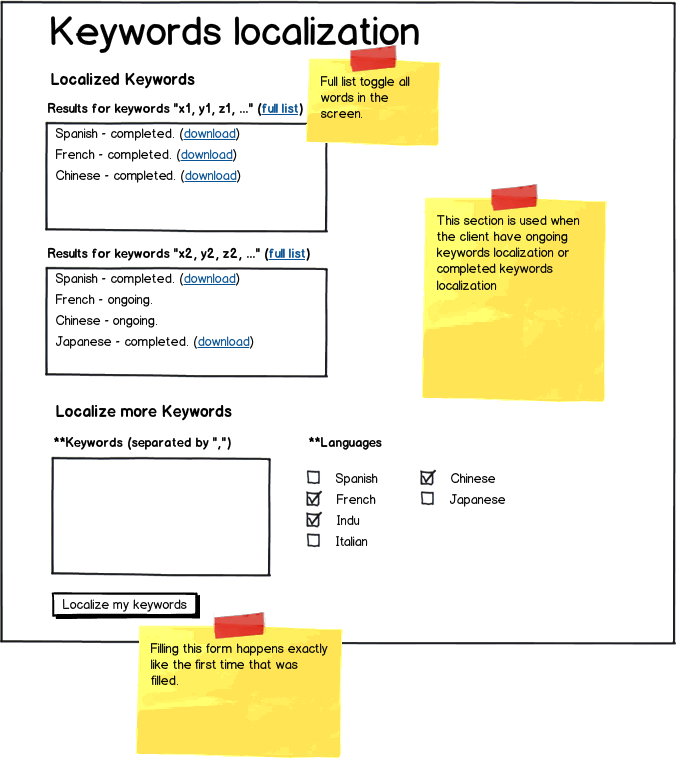 Keywords localization
Localized Keywords
Results for keywords "x1, y1, z1, ..." (full list)
Spanish - completed. (download)
French - completed. (download)
Chinese - completed. (download)
Full list toggle all
words in the
screen.
This section is used when
the client have ongoing
keywords localization or
completed keywords
localization
Results for keywords "x2, y2, z2, ..." (full list)
Spanish - completed. (download)
French - ongoing.
Chinese - ongoing.
Japanese - completed. (download)
Localize more Keywords
**Keywords (separated by ",")
**Languages
Spanish
French
Indu
Italian
Chinese
Japanese
Localize my keywords
Filling this form happens exactly
like the first time that was
filled.